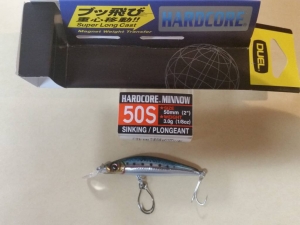 ブッ飛び
重心移動!!
Super Long Cast
Magnet Weight Transfer
HARDCORE
DUEL
HARDCORE MINNOW
50S
50mm (2")
3.0g (1/8oz)
SINKING / PLONGEANT